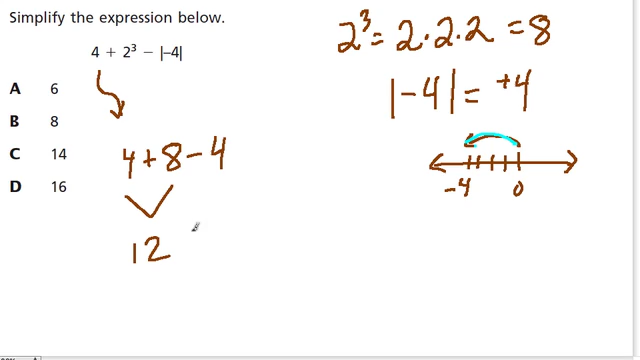 Simplify the expression below.
4 + 2³ − |−4|
A 6
B 8
C 14
D 16
4 + 8 − 4
12
2³ = 2 · 2 · 2 = 8
|−4| = +4
−4 0